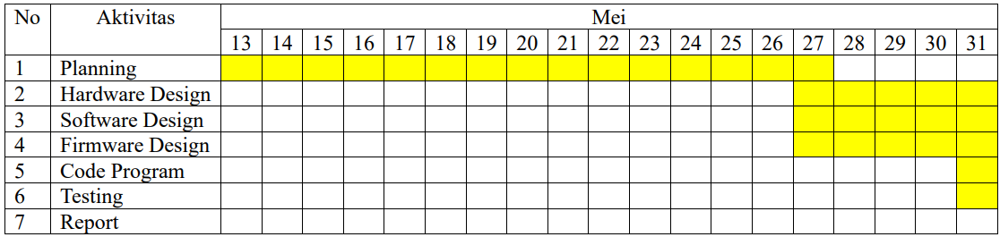 No Aktivitas Mei
13 14 15 16 17 18 19 20 21 22 23 24 25 26 27 28 29 30 31
1 Planning
2 Hardware Design
3 Software Design
4 Firmware Design
5 Code Program
6 Testing
7 Report